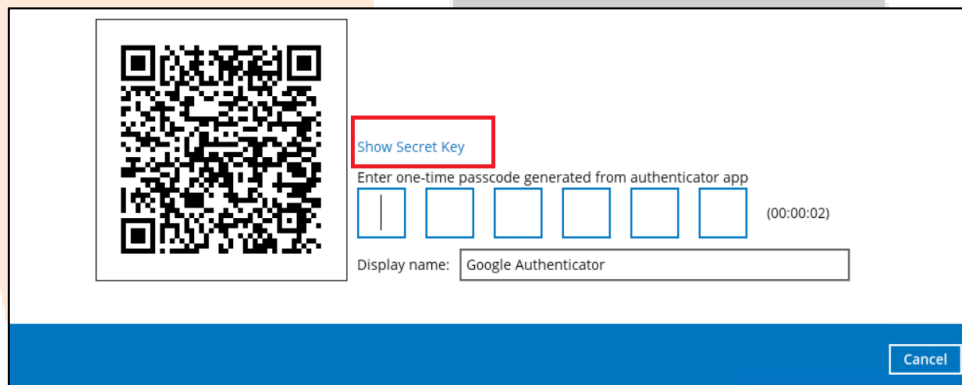 Show Secret Key
Enter one-time passcode generated from authenticator app
(00:00:02)
Display name: Google Authenticator
Cancel